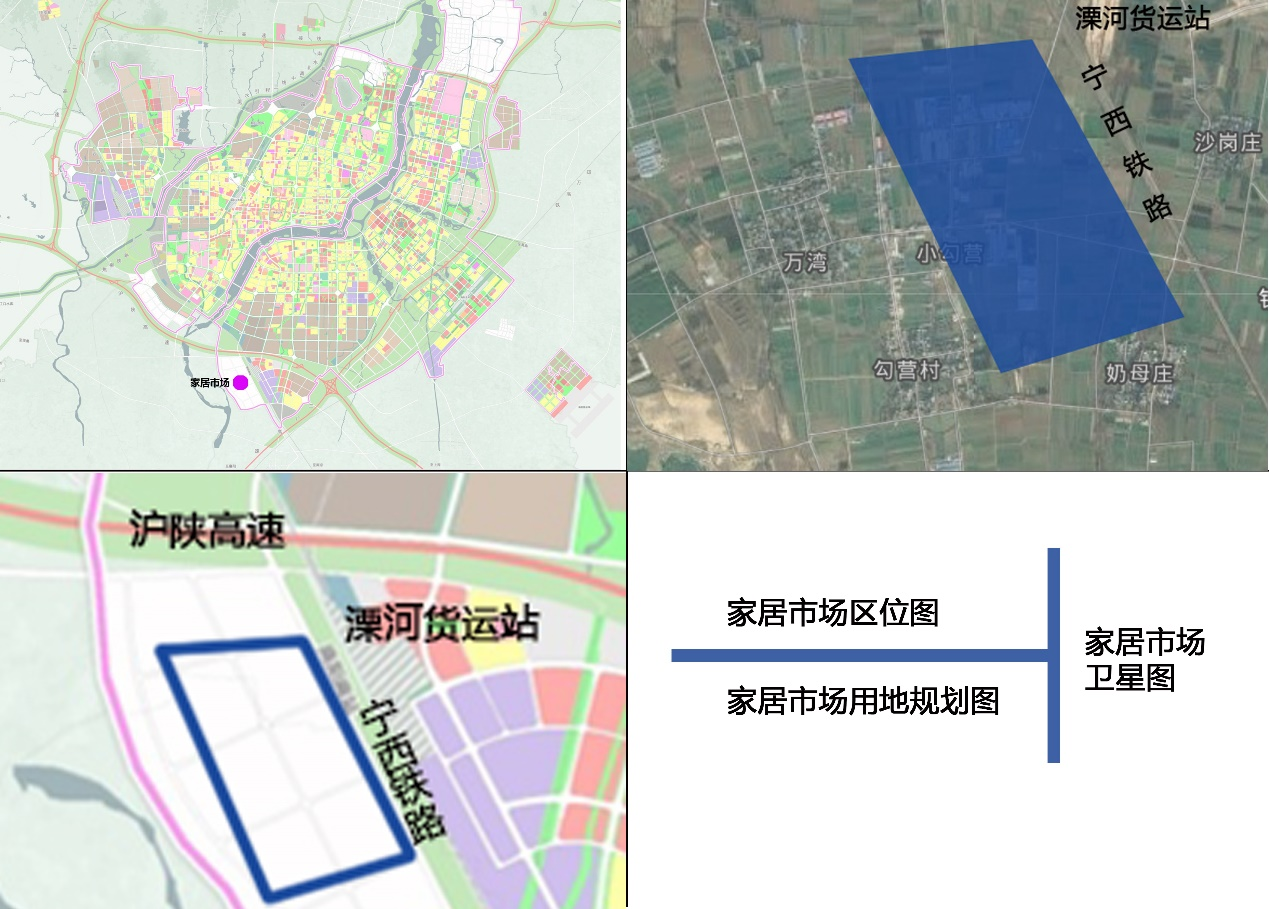 家居市场
溧河货运站
宁西铁路
沙岗庄
万湾
小勾营
勾营村
奶母庄
沪陕高速
溧河货运站
宁西铁路
家居市场区位图
家居市场用地规划图
家居市场
卫星图